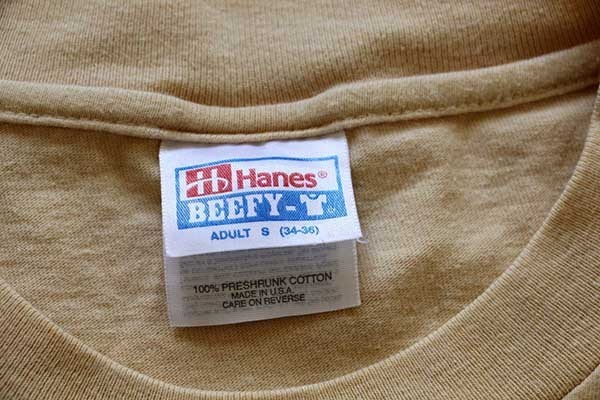 Hanes®
BEEFY-
ADULT S (34-36)
100% PRESHRUNK COTTON
MADE IN U.S.A.
CARE ON REVERSE